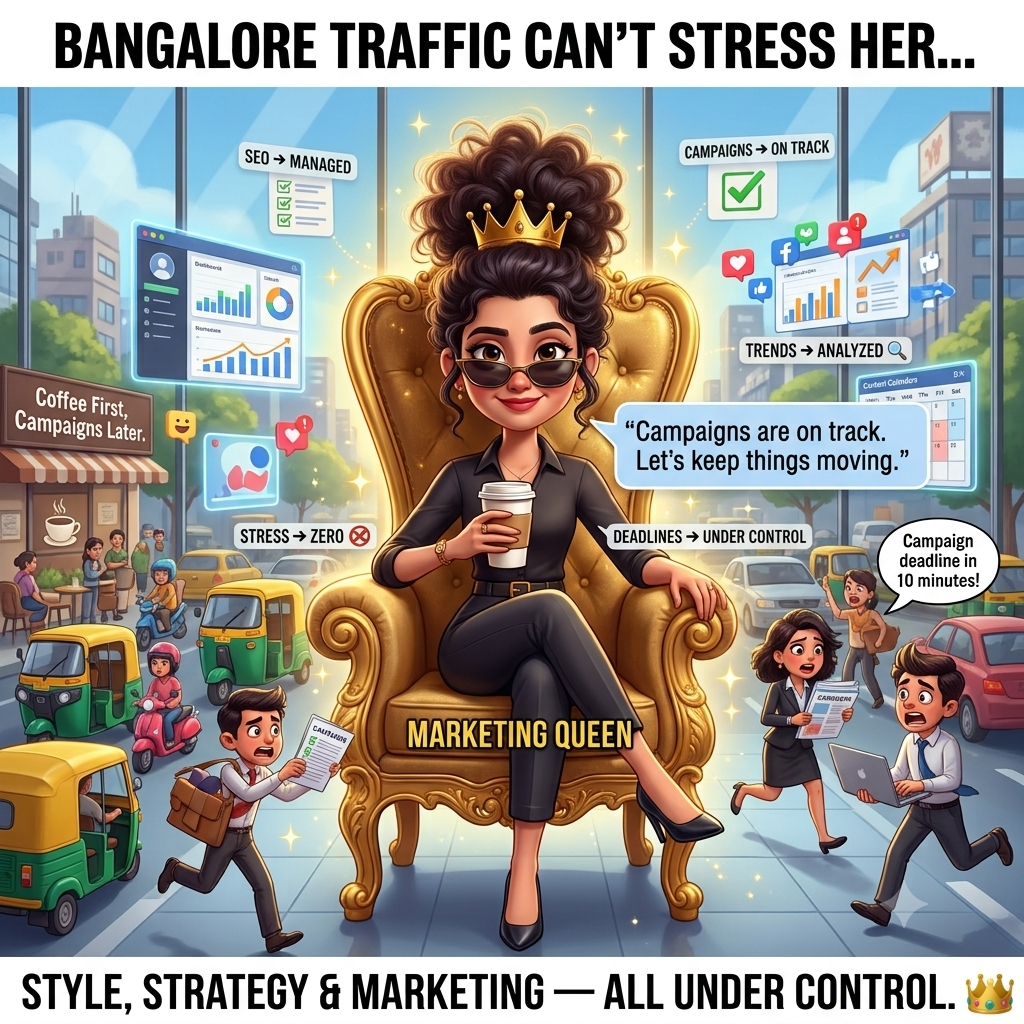 BANGALORE TRAFFIC CAN'T STRESS HER...
SEO → MANAGED
CAMPAIGNS → ON TRACK
Dashboard
TRENDS → ANALYZED
Coffee First,
Campaigns Later.
"Campaigns are on track.
Let's keep things moving."
STRESS → ZERO
DEADLINES → UNDER CONTROL
Campaign
deadline in
10 minutes!
MARKETING QUEEN
STYLE, STRATEGY & MARKETING — ALL UNDER CONTROL. 👑